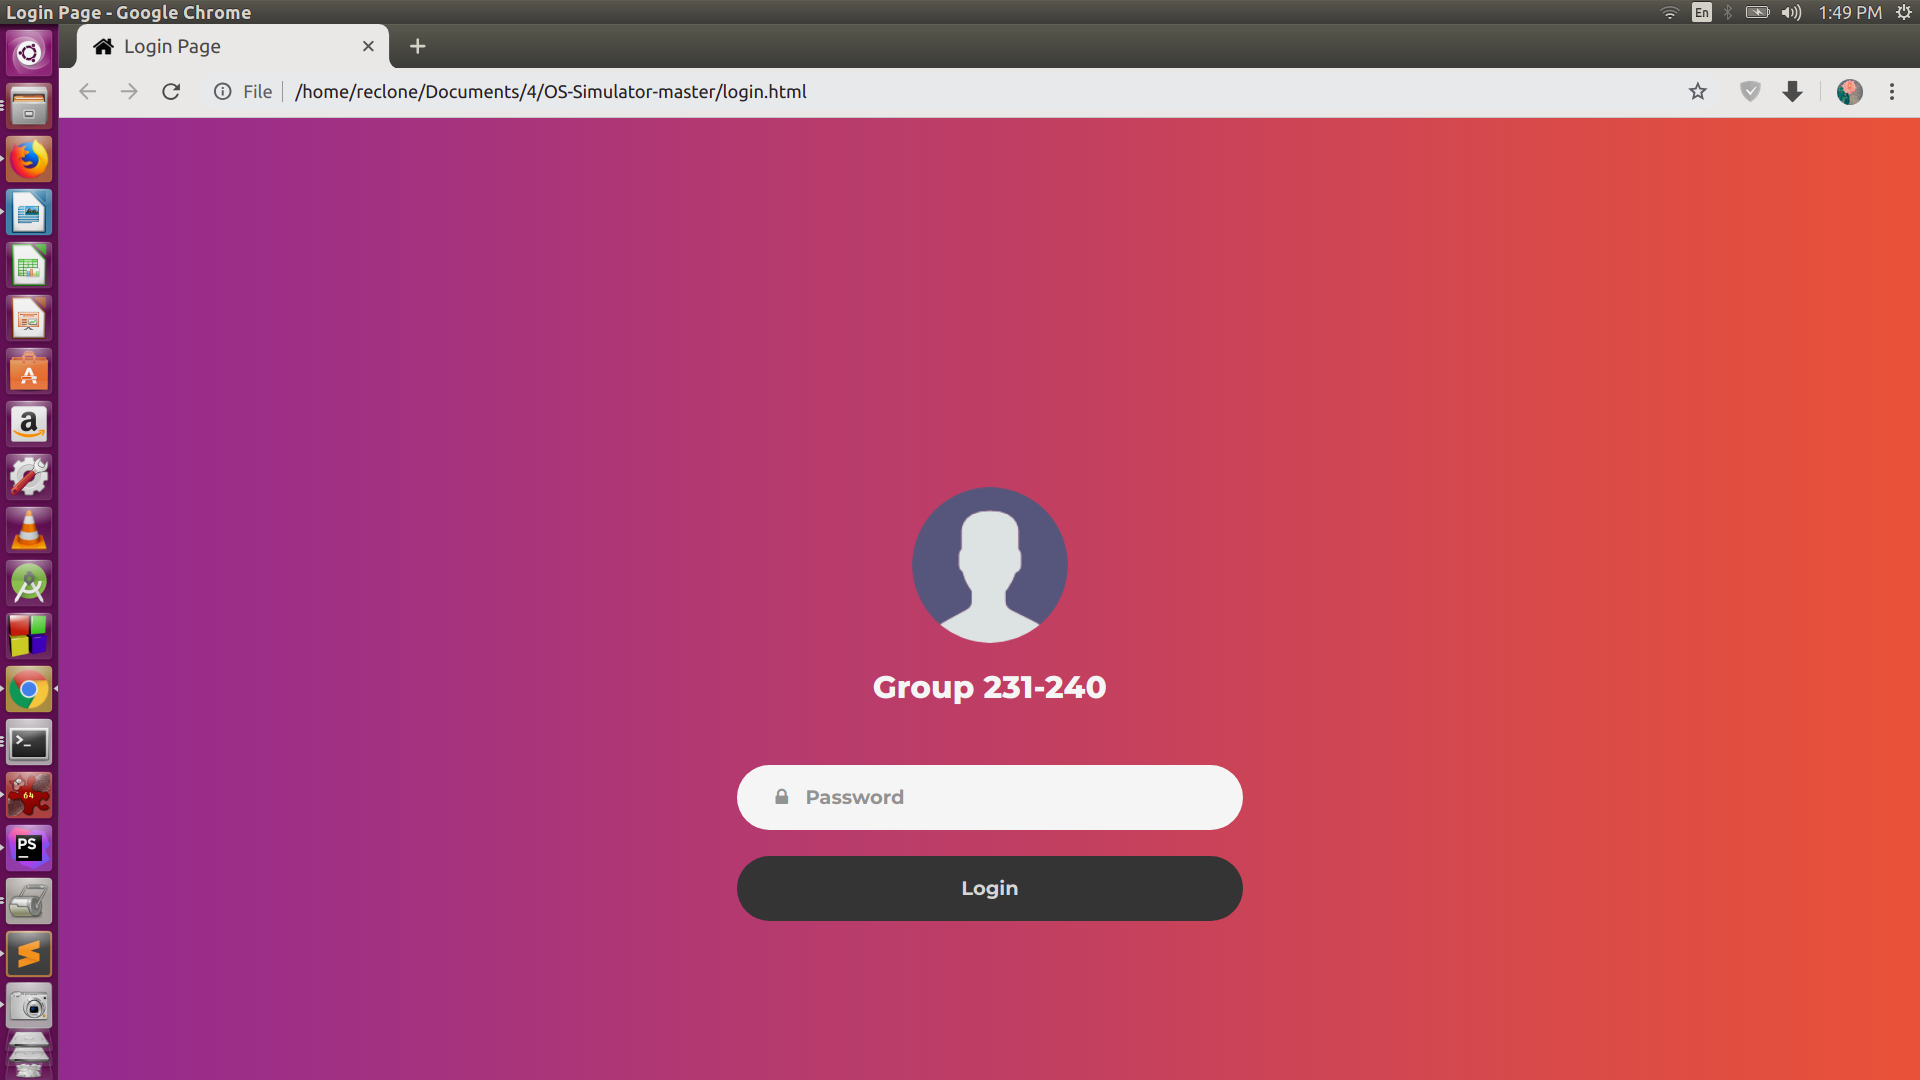 Login Page - Google Chrome
En
1:49 PM
Login Page
File
/home/reclone/Documents/4/OS-Simulator-master/login.html
A
a
>_
64
PS
Group 231-240
Password
Login